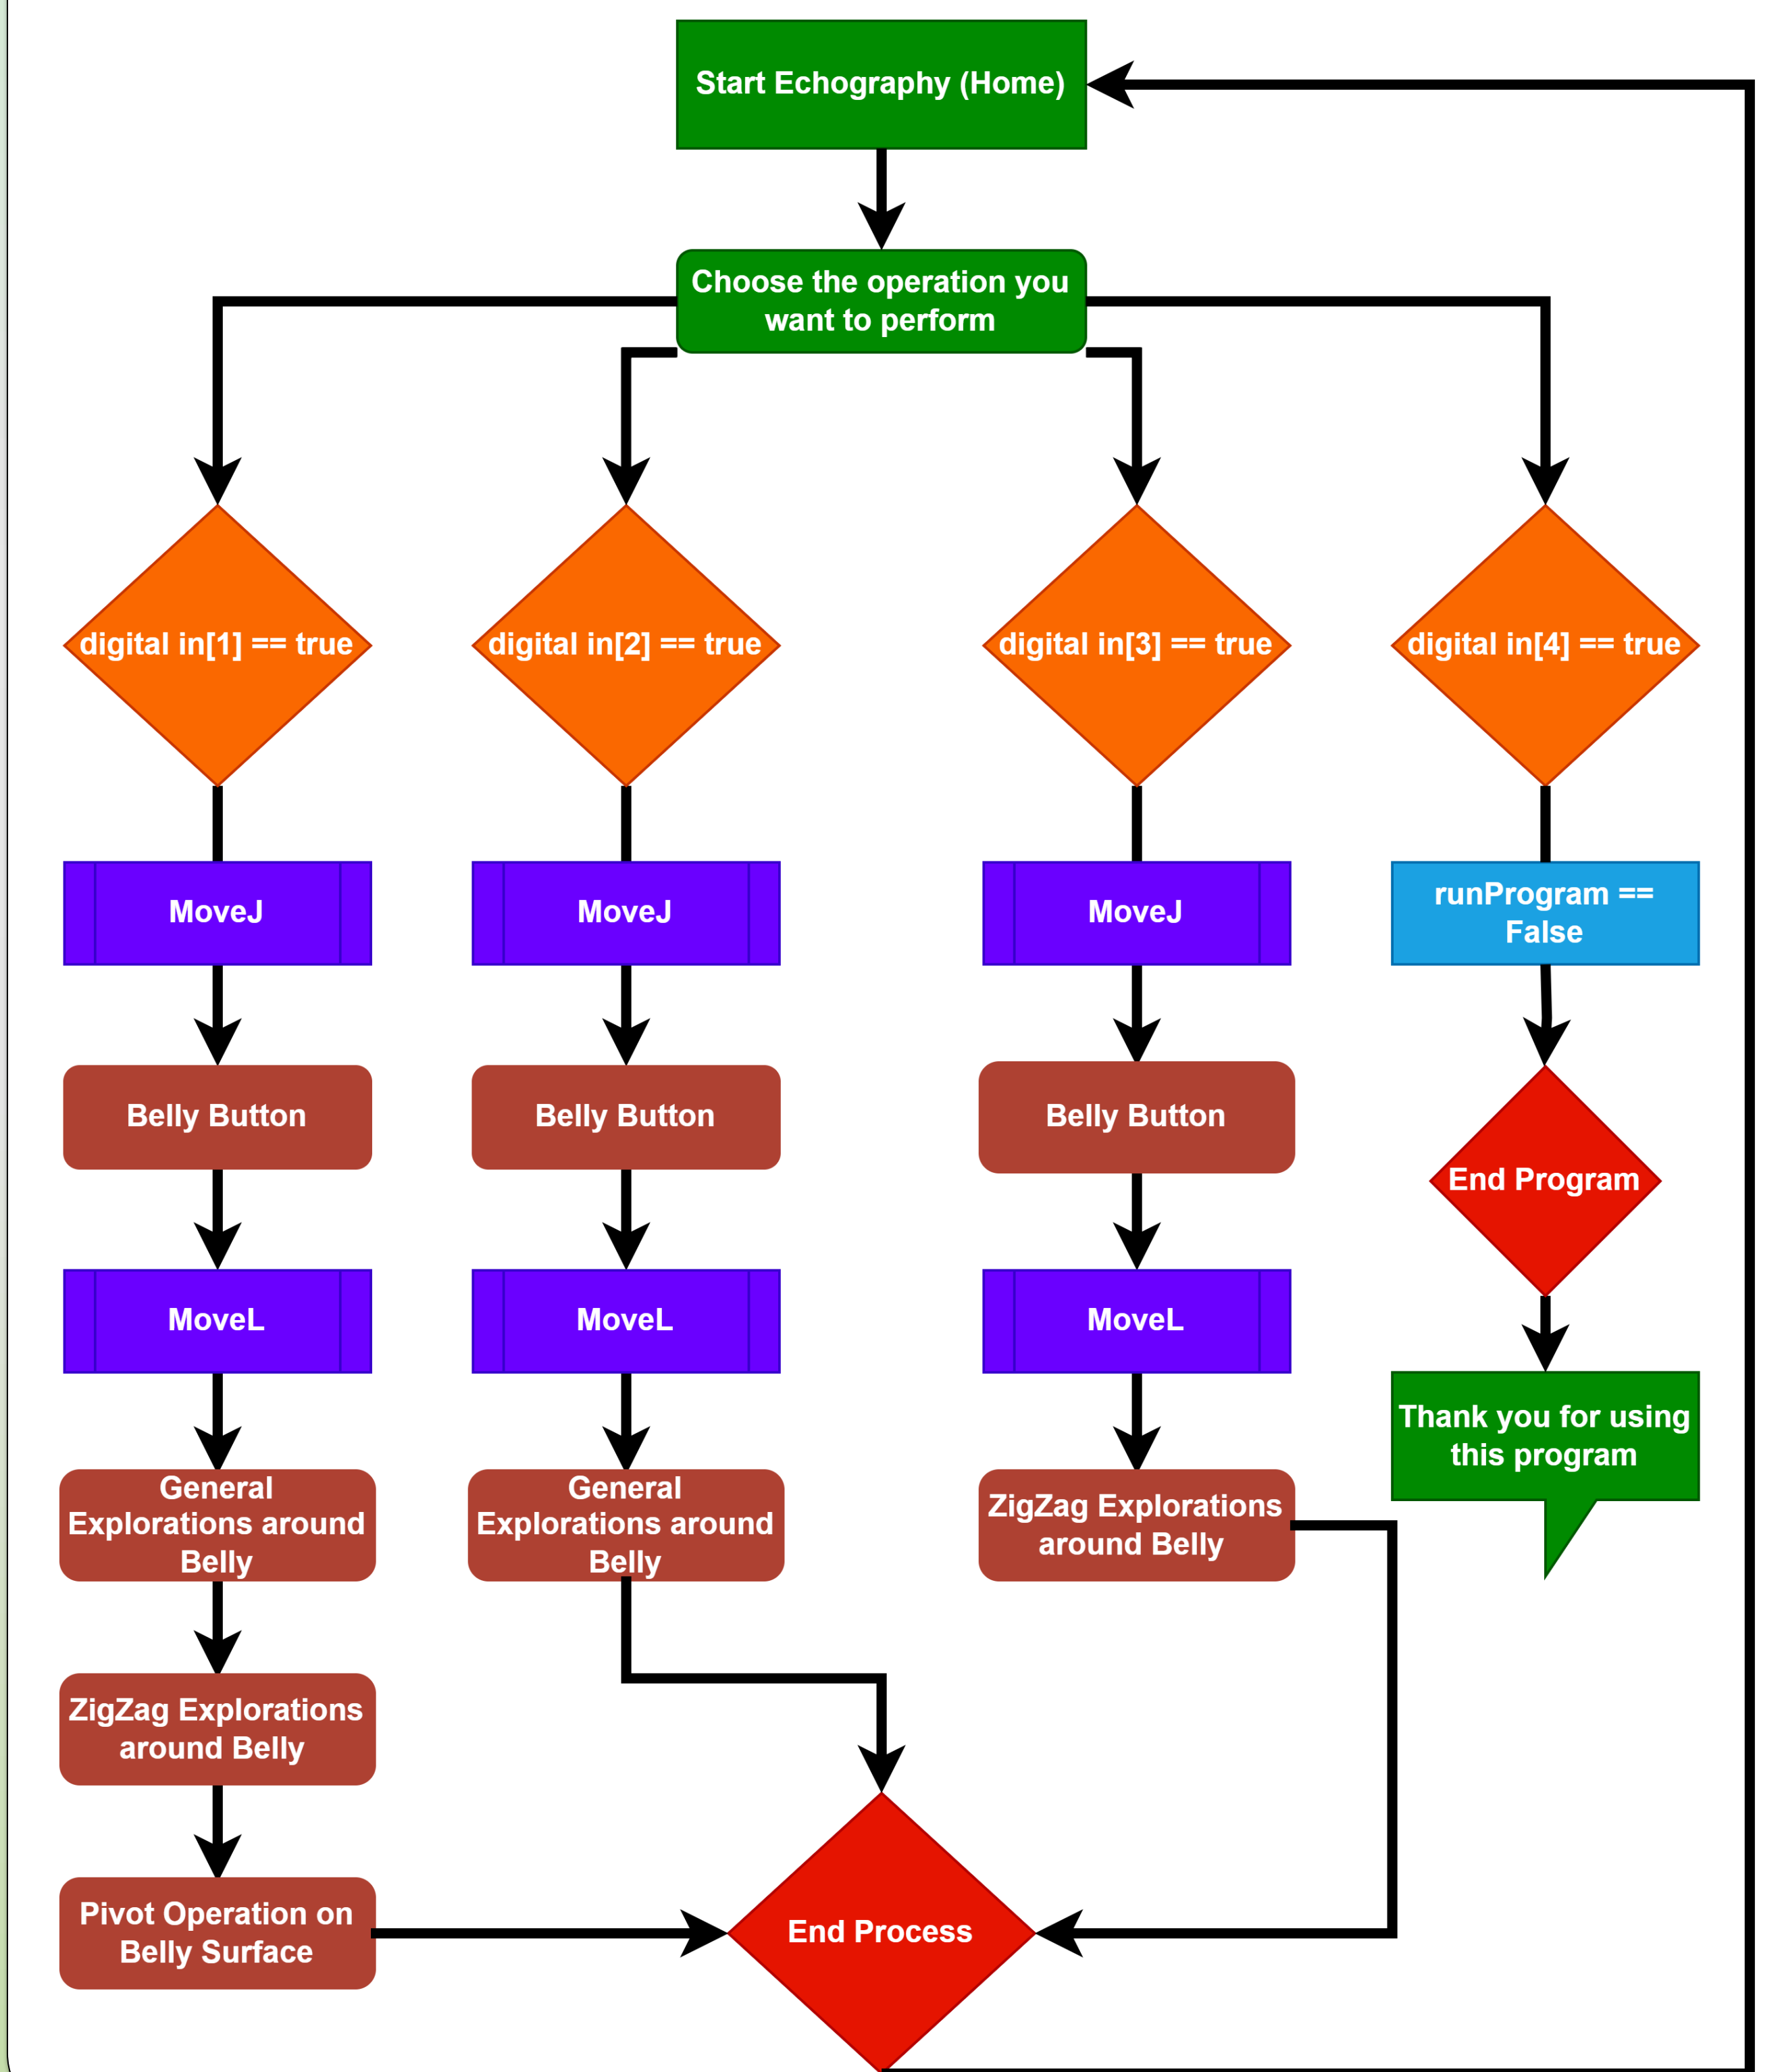 Start Echography (Home)
Choose the operation you
want to perform
digital in[1] == true
digital in[2] == true
digital in[3] == true
digital in[4] == true
MoveJ
MoveJ
MoveJ
runProgram ==
False
Belly Button
Belly Button
Belly Button
End Program
MoveL
MoveL
MoveL
Thank you for using
this program
General
Explorations around
Belly
General
Explorations around
Belly
ZigZag Explorations
around Belly
ZigZag Explorations
around Belly
Pivot Operation on
Belly Surface
End Process